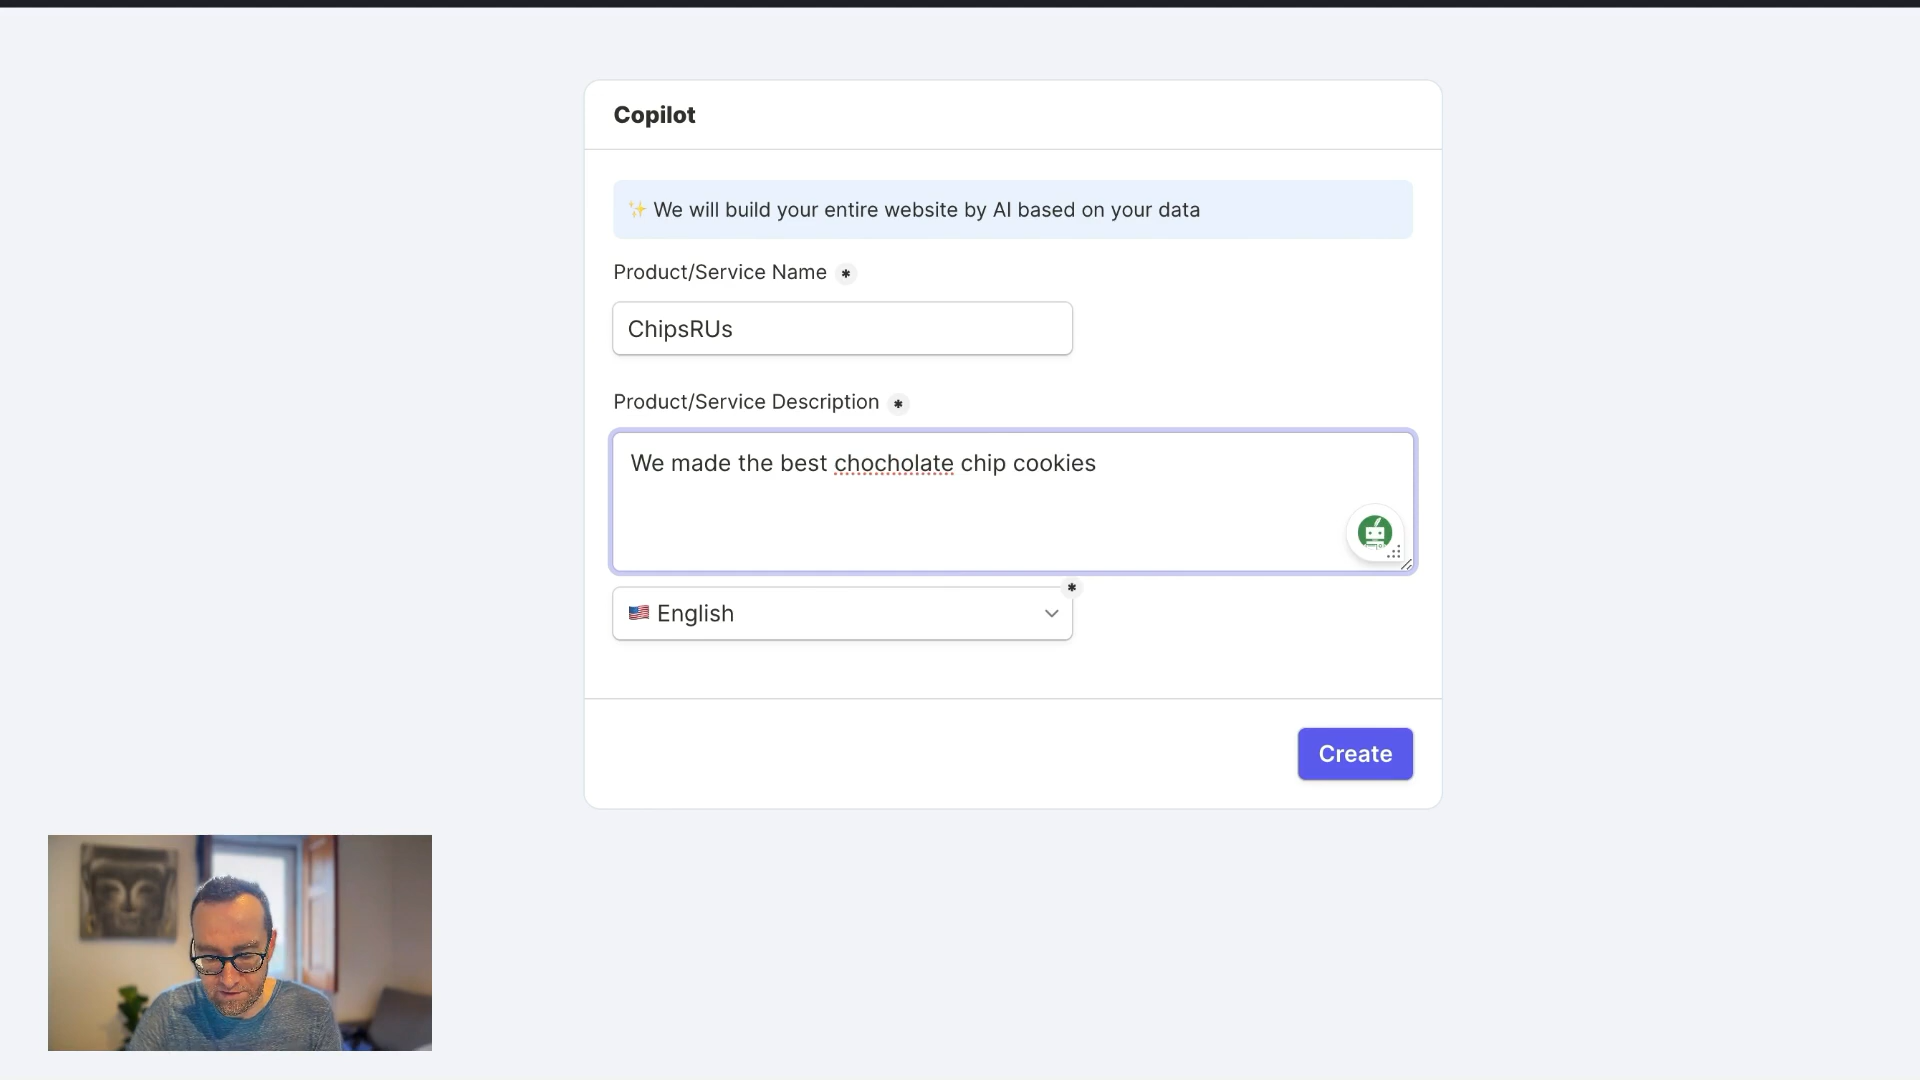 Copilot
✨ We will build your entire website by AI based on your data
Product/Service Name *
ChipsRUs
Product/Service Description *
We made the best chocholate chip cookies
*
🇺🇸 English
Create